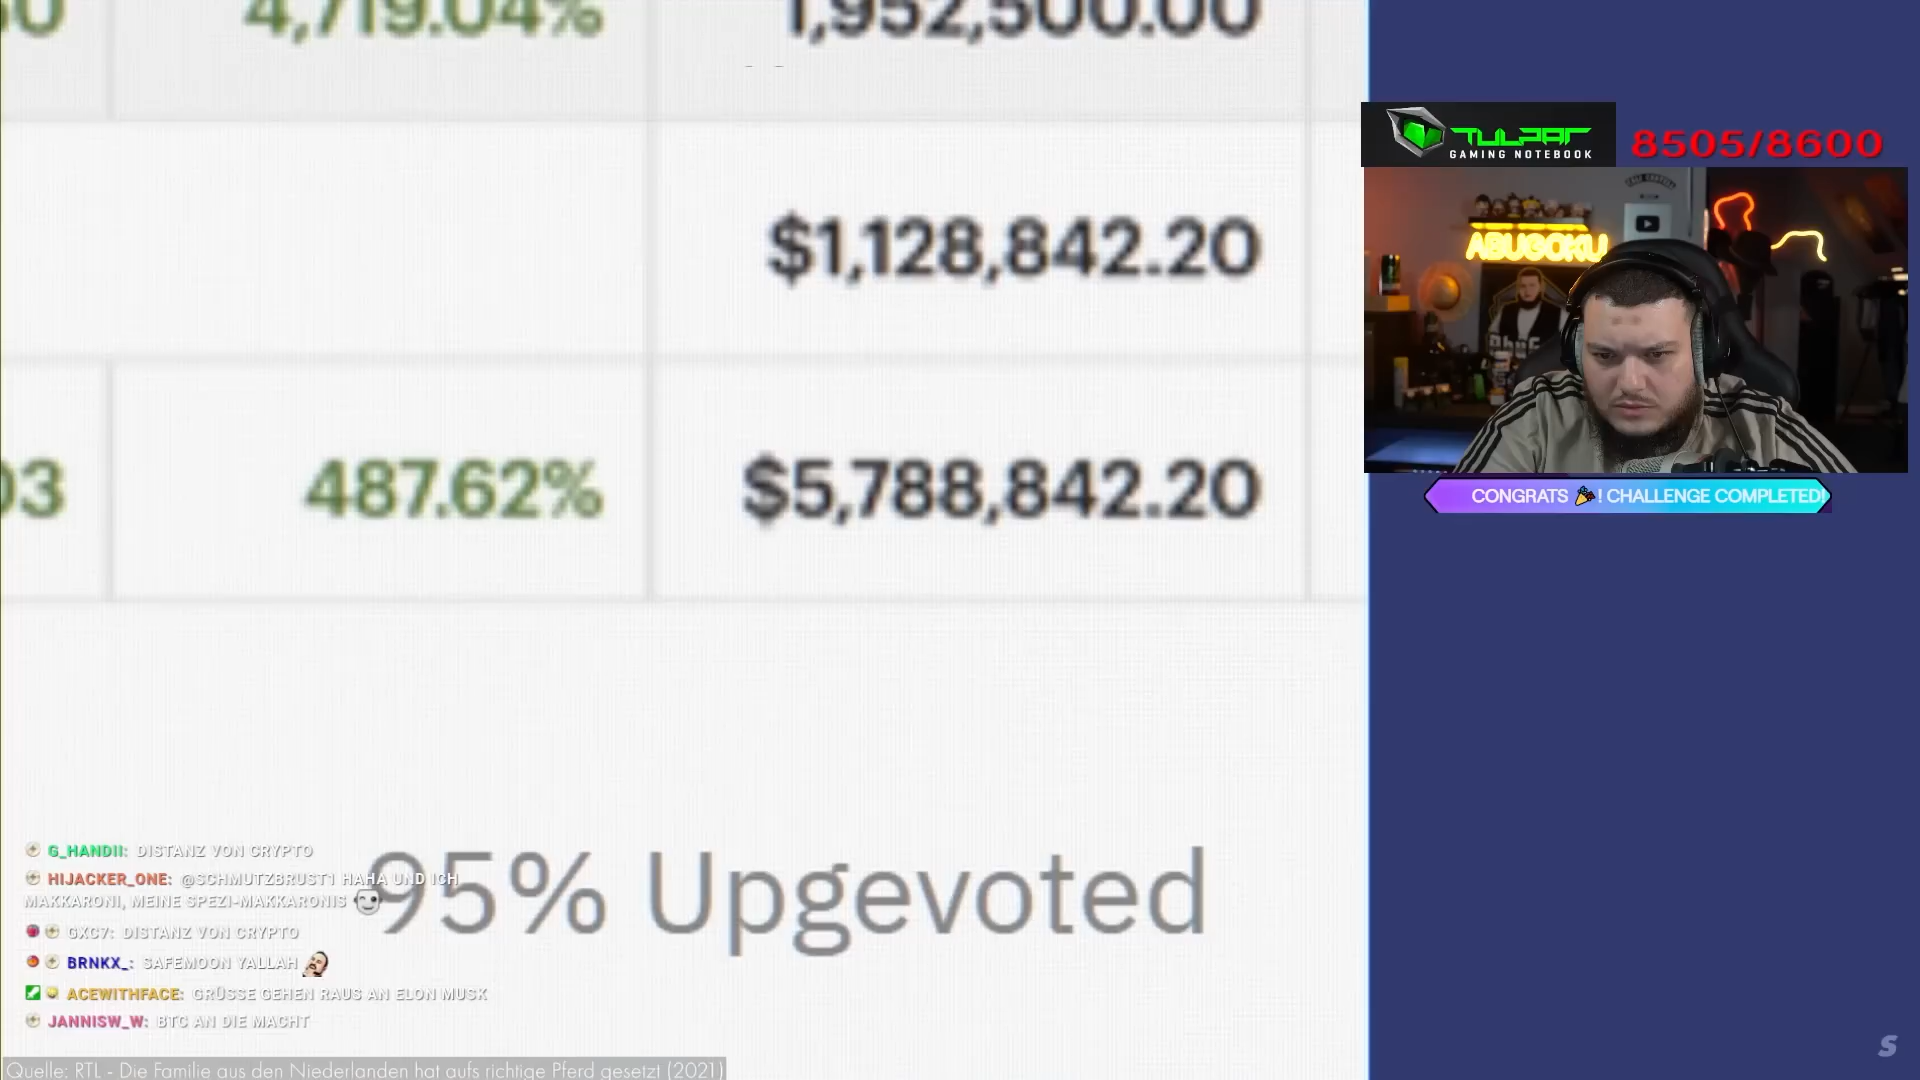 4,719.04%
1,952,500.00
$1,128,842.20
03
487.62%
$5,788,842.20
95% Upgevoted
TULPAR
GAMING NOTEBOOK
8505/8600
ABUGOKU
CONGRATS 🎉! CHALLENGE COMPLETED!
G_HANDII: DISTANZ VON CRYPTO
HIJACKER_ONE: @SCHMUTZBRUST1 HAHA UND ICH
MAKKARONI, MEINE SPEZI-MAKKARONIS
GXC7: DISTANZ VON CRYPTO
BRNKX_: SAFEMOON YALLAH
ACEWITHFACE: GRÜSSE GEHEN RAUS AN ELON MUSK
JANNISW_W: BTC AN DIE MACHT
Quelle: RTL - Die Familie aus den Niederlanden hat aufs richtige Pferd gesetzt (2021)
S